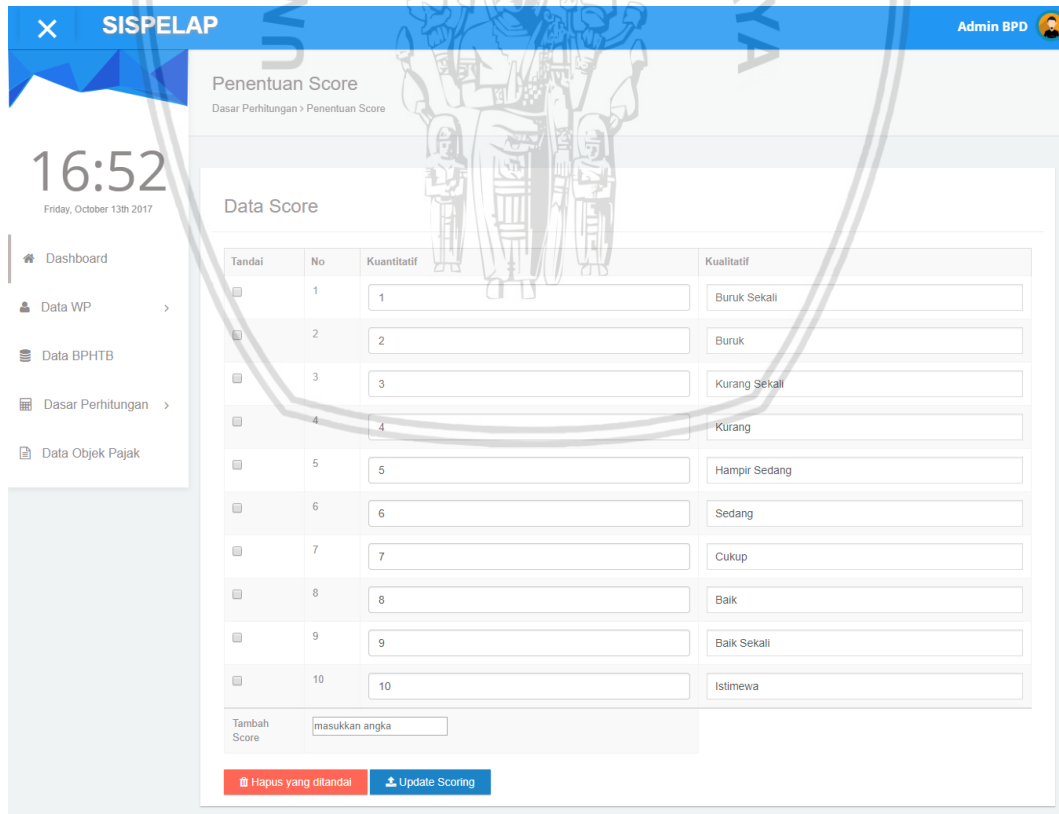 SISPELAP
Admin BPD
Penentuan Score
Dasar Perhitungan › Penentuan Score
16:52
Friday, October 13th 2017
Dashboard
Data WP
Data BPHTB
Dasar Perhitungan
Data Objek Pajak
Data Score
Tandai No Kuantitatif Kualitatif
1 1 Buruk Sekali
2 2 Buruk
3 3 Kurang Sekali
4 4 Kurang
5 5 Hampir Sedang
6 6 Sedang
7 7 Cukup
8 8 Baik
9 9 Baik Sekali
10 10 Istimewa
Tambah
Score
masukkan angka
Hapus yang ditandai Update Scoring